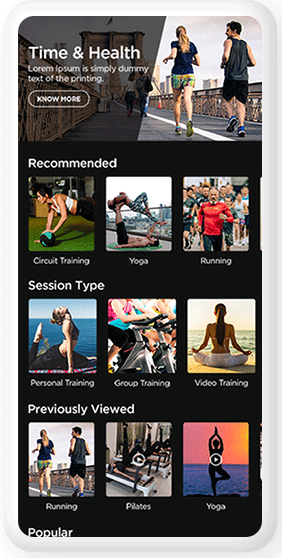 Time & Health
Lorem Ipsum is simply dummy
text of the printing.
KNOW MORE
Recommended
Circuit Training
Yoga
Running
Session Type
Personal Training
Group Training
Video Training
Previously Viewed
Running
Pilates
Yoga
Popular